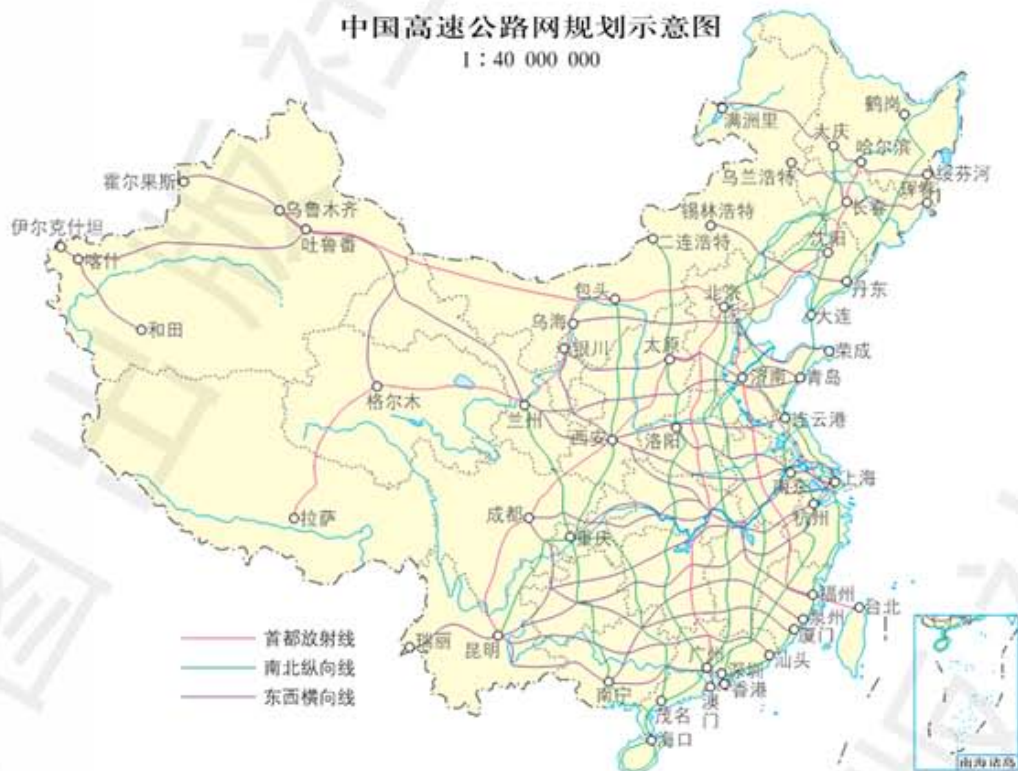 中国高速公路网规划示意图
1：40 000 000
鹤岗
满洲里
大庆
哈尔滨
乌兰浩特
绥芬河
珲春
霍尔果斯
乌鲁木齐
锡林浩特
长春
伊尔克什坦
吐鲁番
二连浩特
沈阳
喀什
包头
北京
丹东
和田
乌海
大连
银川
太原
荣成
格尔木
济南
青岛
兰州
连云港
西安
洛阳
南京
上海
拉萨
成都
杭州
重庆
福州
台北
泉州
首都放射线
瑞丽
昆明
厦门
南北纵向线
广州
汕头
深圳
东西横向线
南宁
香港
澳门
茂名
海口
南海诸岛